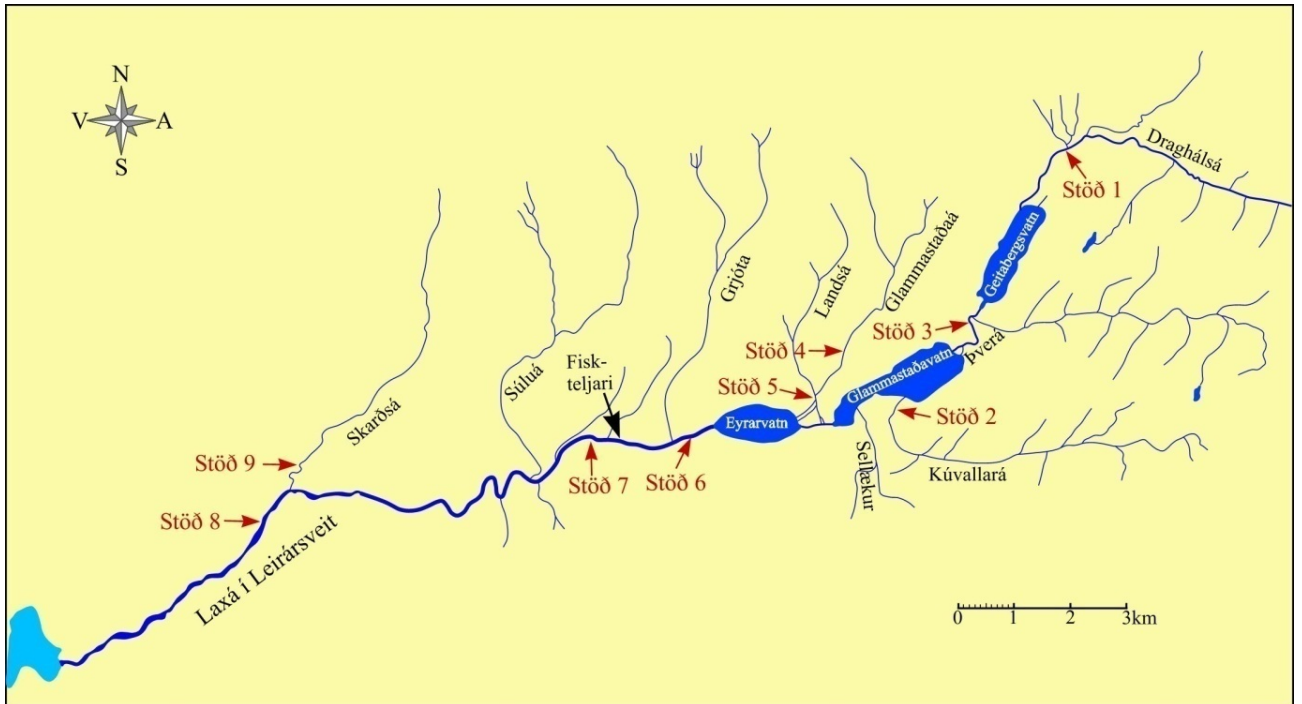 N
V
A
S
Draghálsá
Stöð 1
Geitabergsvatn
Stöð 3
Þverá
Glammastaðaá
Landsá
Stöð 4
Glammastaðavatn
Stöð 5
Stöð 2
Kúvallará
Sellækur
Eyrarvatn
Grjóta
Fisk-
teljari
Súluá
Stöð 6
Stöð 7
Skarðsá
Stöð 9
Stöð 8
Laxá í Leirársveit
0 1 2 3km